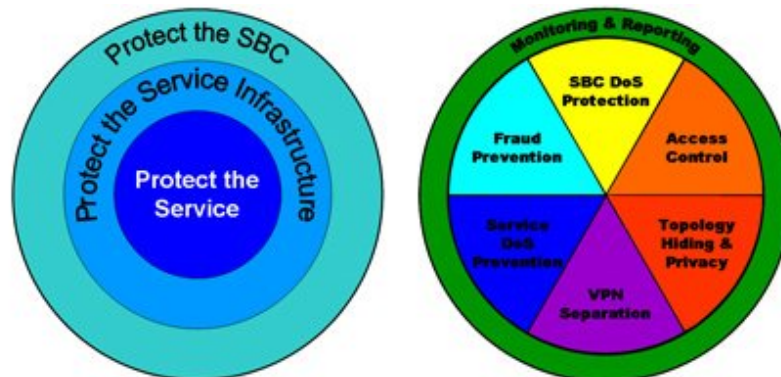 Protect the SBC
Protect the Service Infrastructure
Protect the
Service
Monitoring & Reporting
SBC DoS
Protection
Fraud
Prevention
Access
Control
Service
DoS
Prevention
Topology
Hiding &
Privacy
VPN
Separation